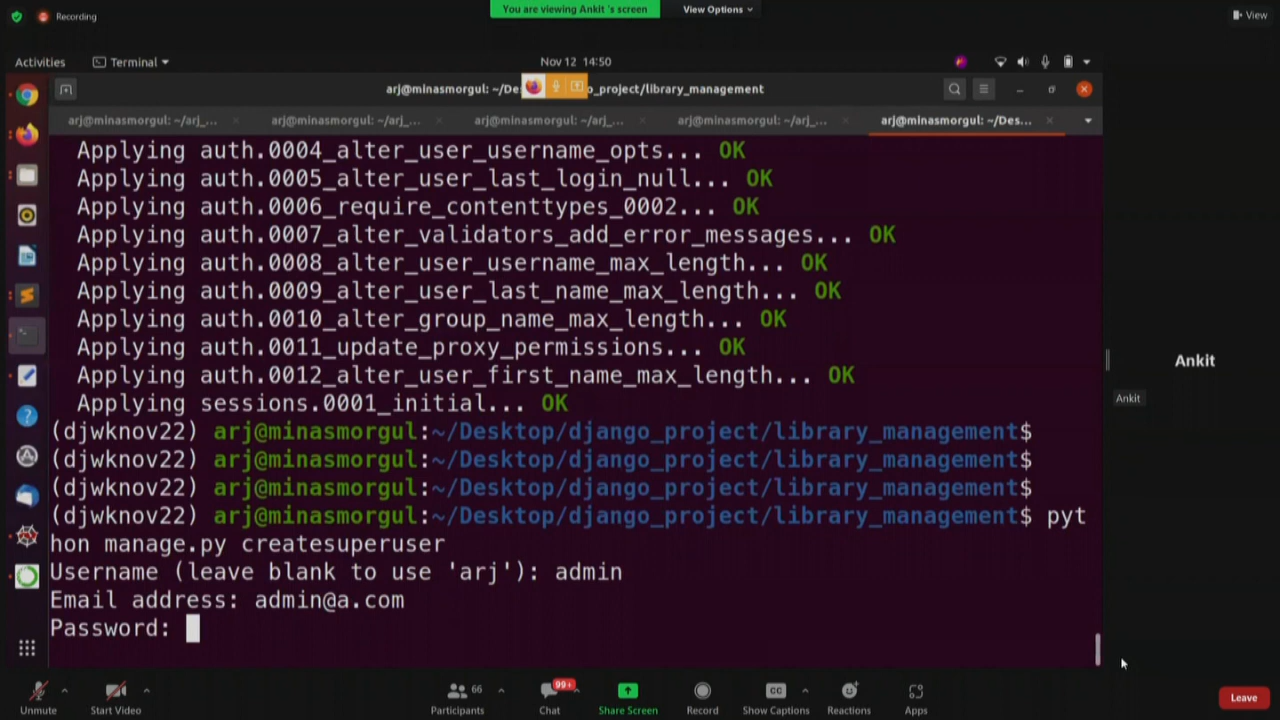 You are viewing Ankit 's screen
View Options
Recording
View
Activities
Terminal
Nov 12 14:50
arj@minasmorgul: ~/De
o_project/library_management
arj@minasmorgul: ~/arj_...
arj@minasmorgul: ~/arj_...
arj@minasmorgul: ~/arj_...
arj@minasmorgul: ~/arj_...
arj@minasmorgul: ~/Des...
Applying auth.0004_alter_user_username_opts... OK
Applying auth.0005_alter_user_last_login_null... OK
Applying auth.0006_require_contenttypes_0002... OK
Applying auth.0007_alter_validators_add_error_messages... OK
Applying auth.0008_alter_user_username_max_length... OK
Applying auth.0009_alter_user_last_name_max_length... OK
Applying auth.0010_alter_group_name_max_length... OK
Applying auth.0011_update_proxy_permissions... OK
Applying auth.0012_alter_user_first_name_max_length... OK
Applying sessions.0001_initial... OK
(djwknov22) arj@minasmorgul:~/Desktop/django_project/library_management$
(djwknov22) arj@minasmorgul:~/Desktop/django_project/library_management$
(djwknov22) arj@minasmorgul:~/Desktop/django_project/library_management$
(djwknov22) arj@minasmorgul:~/Desktop/django_project/library_management$ pyt
hon manage.py createsuperuser
Username (leave blank to use 'arj'): admin
Email address: admin@a.com
Password:
Ankit
Ankit
Unmute
Start Video
Participants
66
Chat
99+
Share Screen
Record
CC
Show Captions
Reactions
Apps
Leave